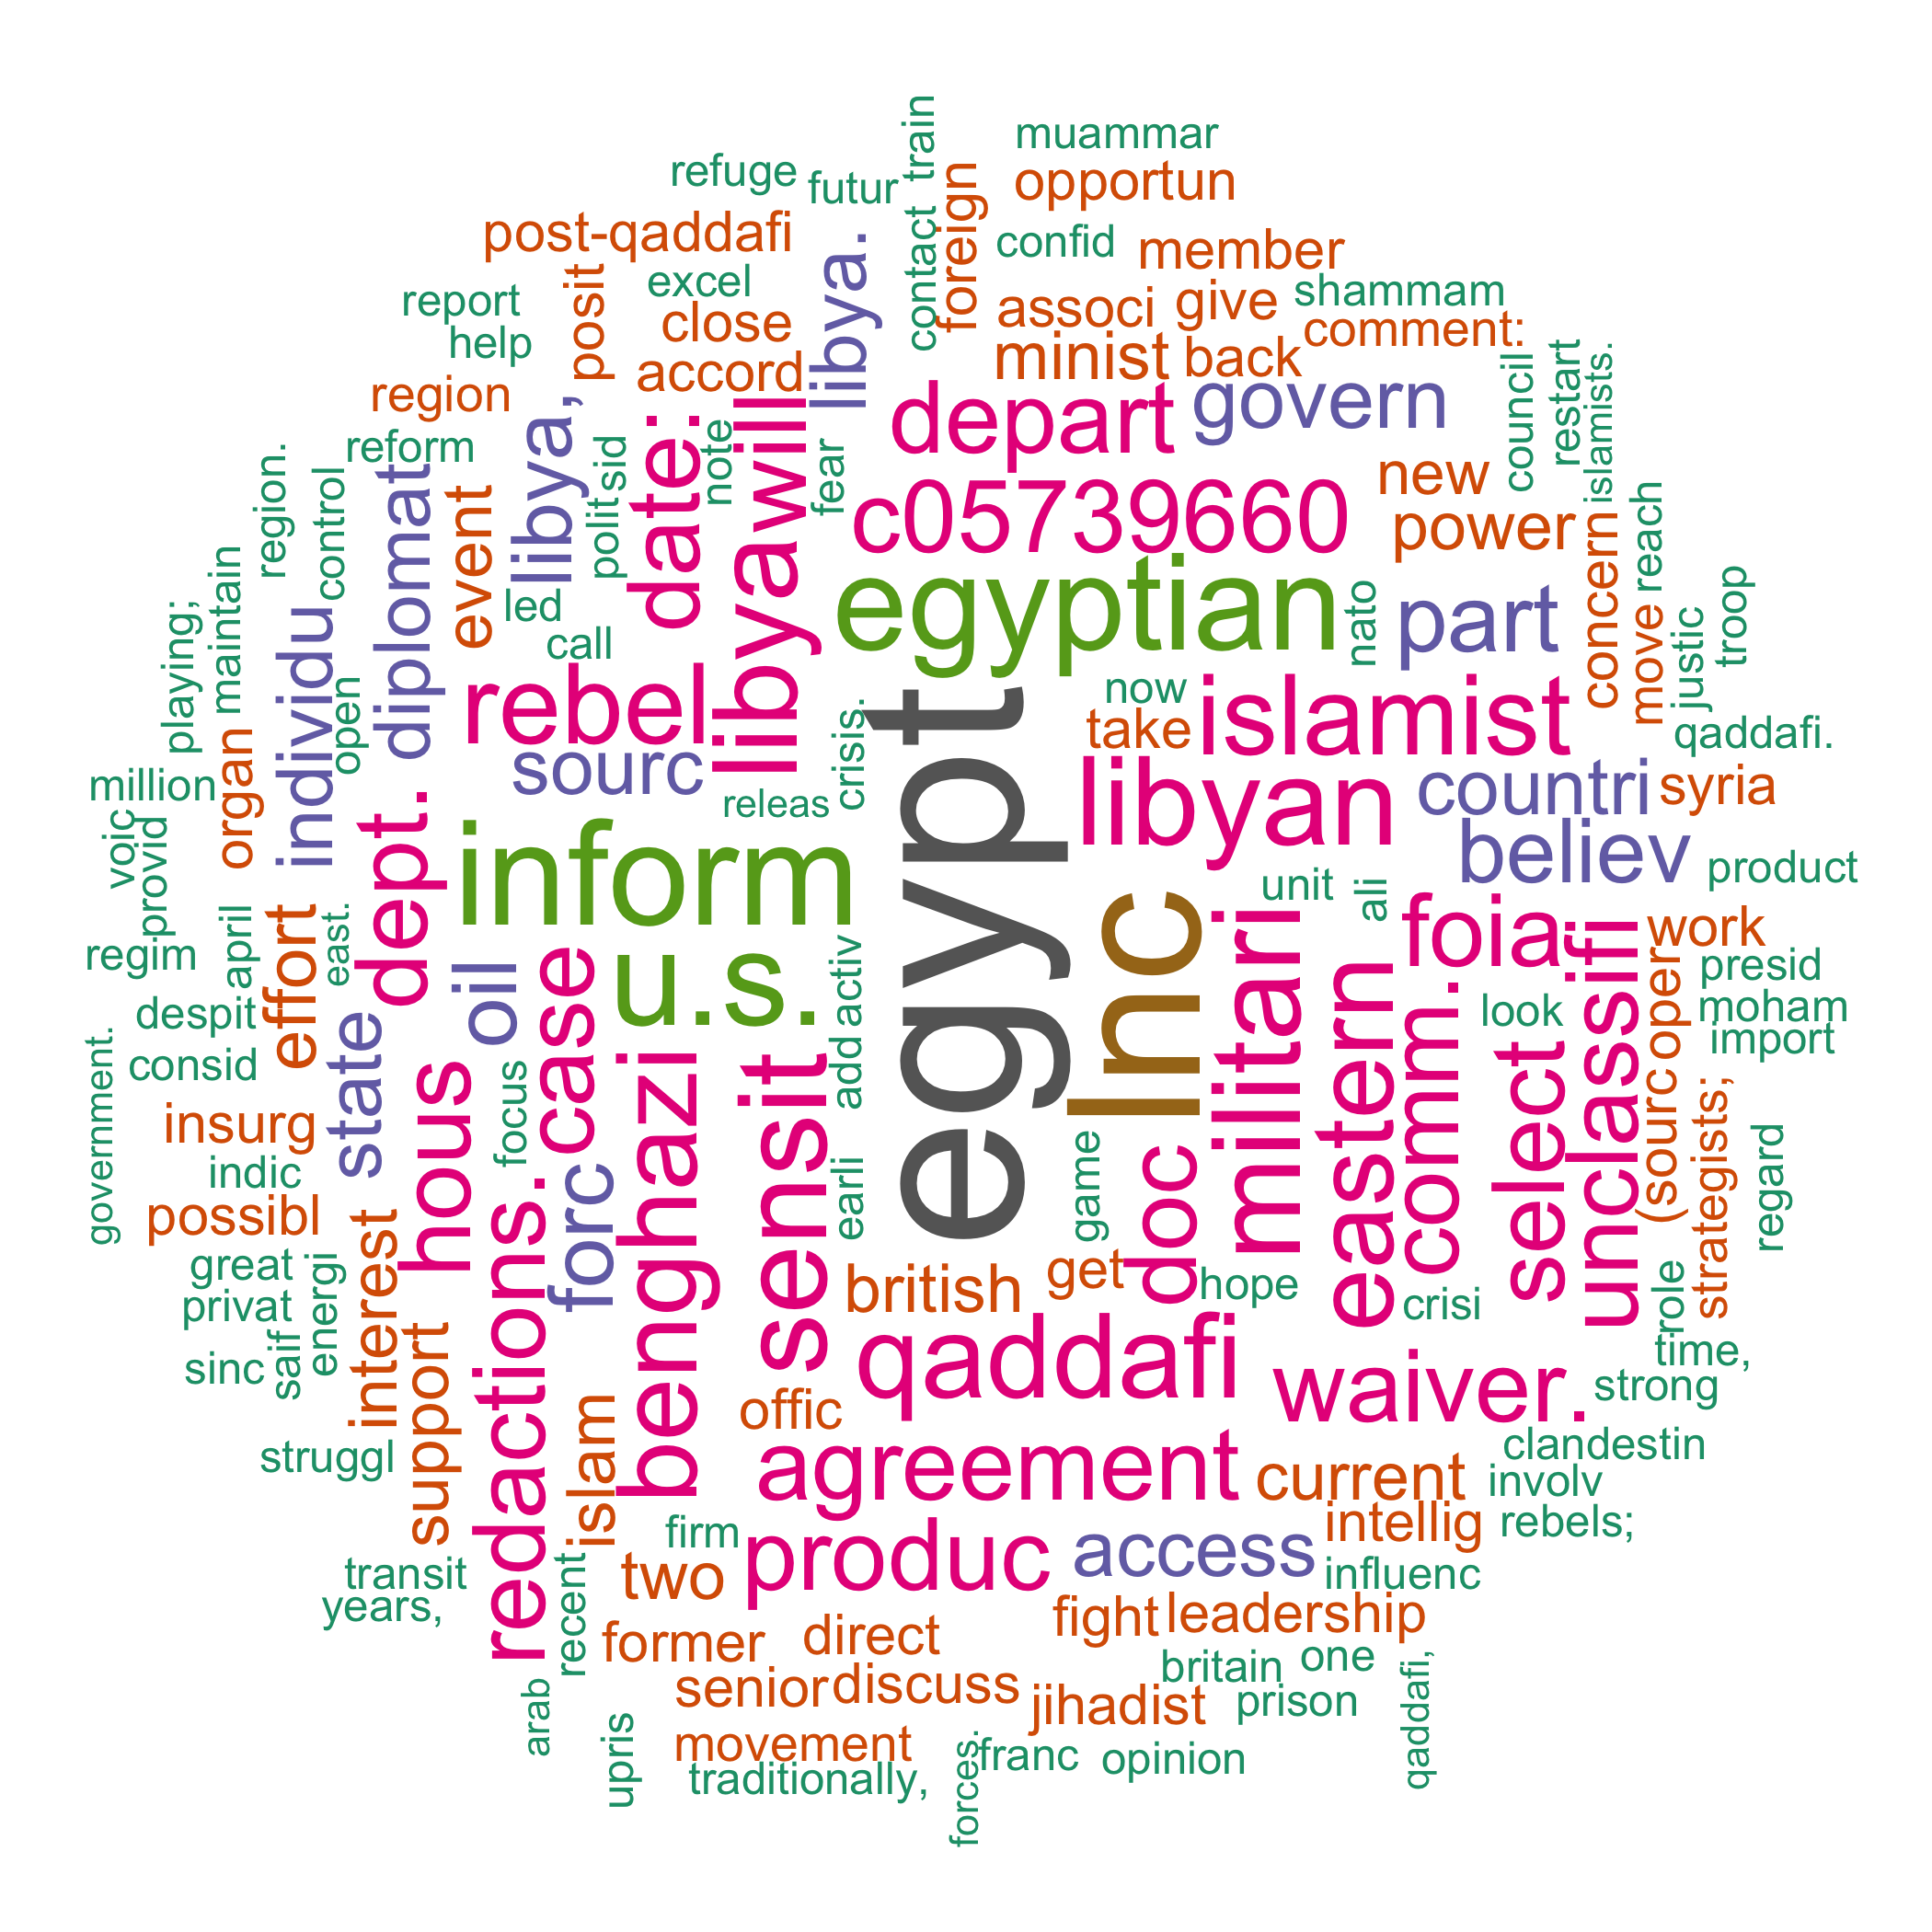 muammar
train
refuge
futur
opportun
foreign
contact
post-qaddafi
libya.
confid
member
excel
posit
report
shammam
associ
give
close
comment:
help
minist
back
accord
region
libya,
date:
libyawill
depart
govern
council
restart
islamists.
reform
note
sid
fear
new
region.
control
diplomat
event
polit
c05739660
power
concern
reach
egyptian
nato
part
move
justic
troop
playing;
maintain
individu
led
call
rebel
open
now
take
islamist
qaddafi.
sourc
crisis.
egypt
libyan
countri
syria
million
organ
releas
dept.
believ
voic
provid
inform
unit
ali
product
lnc
militari
foia
unclassifi
work
regim
april
east.
effort
oil
case
u.s.
activ
add
eastern
comm.
oper
presid
look
moham
despit
import
consid
government.
state
hous
focus
benghazi
sensit
select
(sourc
strategists;
insurg
indic
possibl
redactions.
forc
earli
game
doc
regard
great
energi
interest
british
get
hope
crisi
role
privat
saif
sinc
support
qaddafi
waiver.
time,
strong
islam
offic
struggl
agreement
current
clandestin
involv
firm
produc
access
intellig
rebels;
transit
two
influenc
years,
recent
former
direct
fight
leadership
britain
one
senior
discuss
jihadist
prison
qaddafi,
arab
upris
movement
forces.
franc
opinion
traditionally,